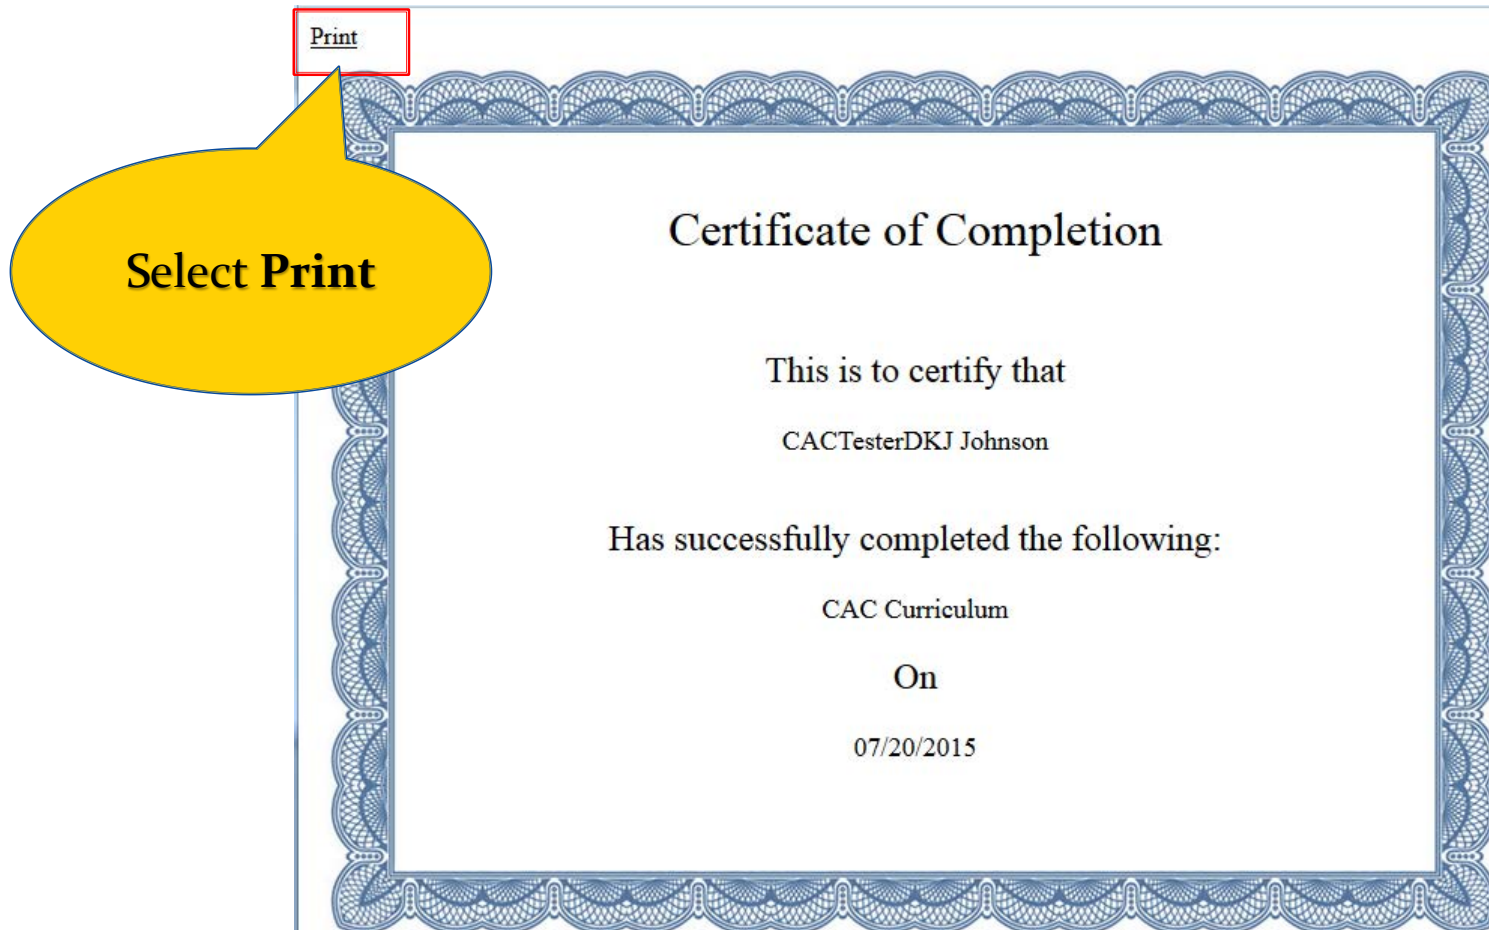 Print
Select Print
Certificate of Completion
This is to certify that
CACTesterDKJ Johnson
Has successfully completed the following:
CAC Curriculum
On
07/20/2015